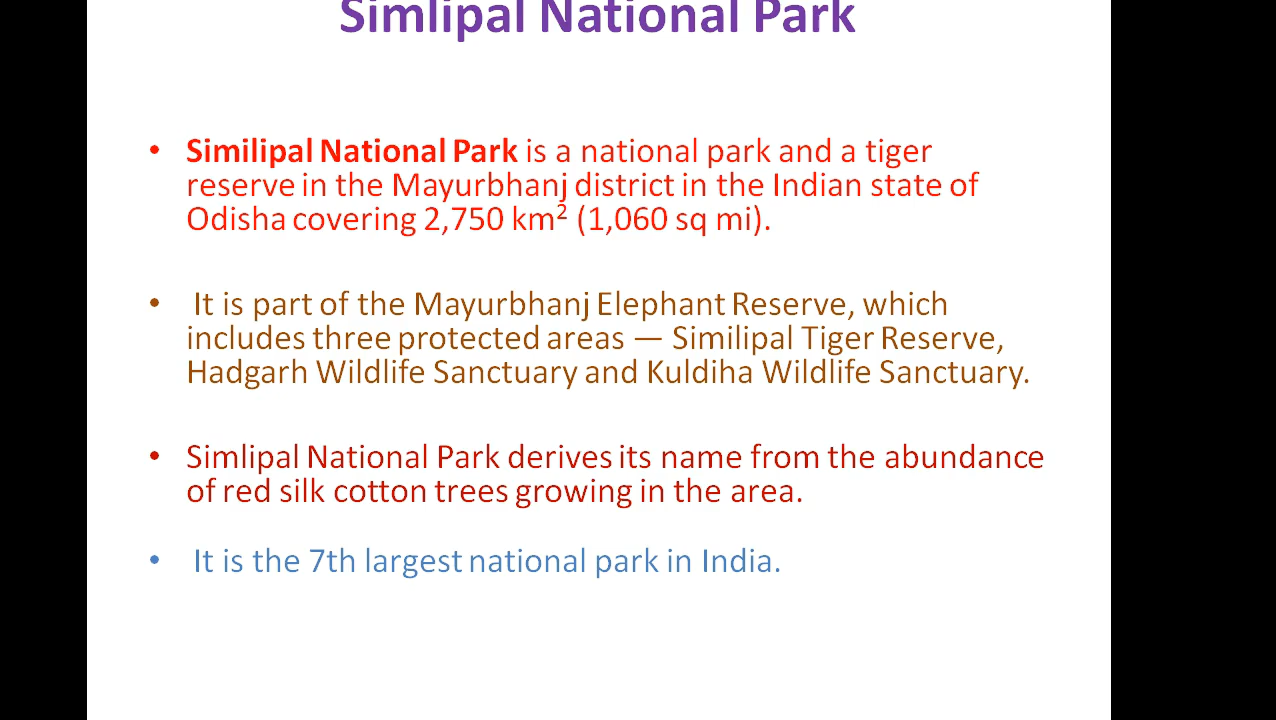 Simlipal National Park
• Similipal National Park is a national park and a tiger
reserve in the Mayurbhanj district in the Indian state of
Odisha covering 2,750 km² (1,060 sq mi).
• It is part of the Mayurbhanj Elephant Reserve, which
includes three protected areas — Similipal Tiger Reserve,
Hadgarh Wildlife Sanctuary and Kuldiha Wildlife Sanctuary.
• Simlipal National Park derives its name from the abundance
of red silk cotton trees growing in the area.
• It is the 7th largest national park in India.